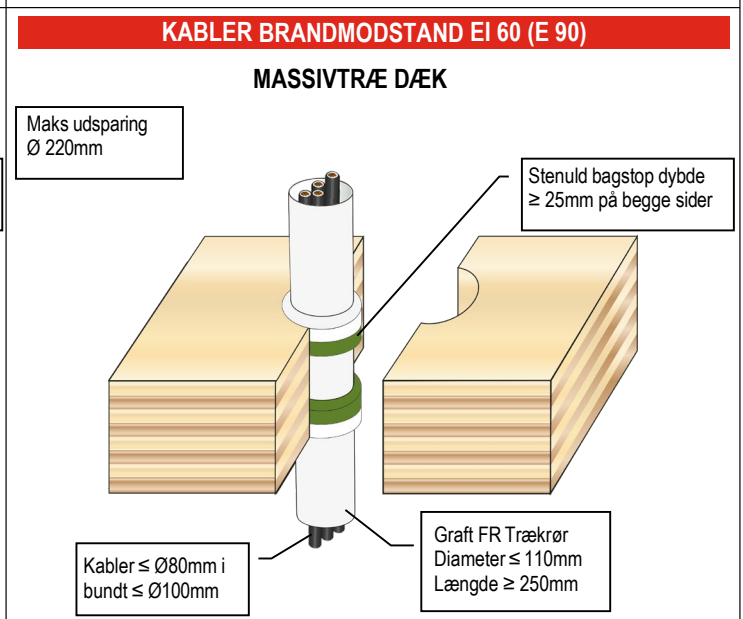 KABLER BRANDMODSTAND EI 60 (E 90)
MASSIVTRÆ DÆK
Maks udsparing
Ø 220mm
Stenuld bagstop dybde
≥ 25mm på begge sider
Kabler ≤ Ø80mm i
bundt ≤ Ø100mm
Graft FR Trækrør
Diameter ≤ 110mm
Længde ≥ 250mm